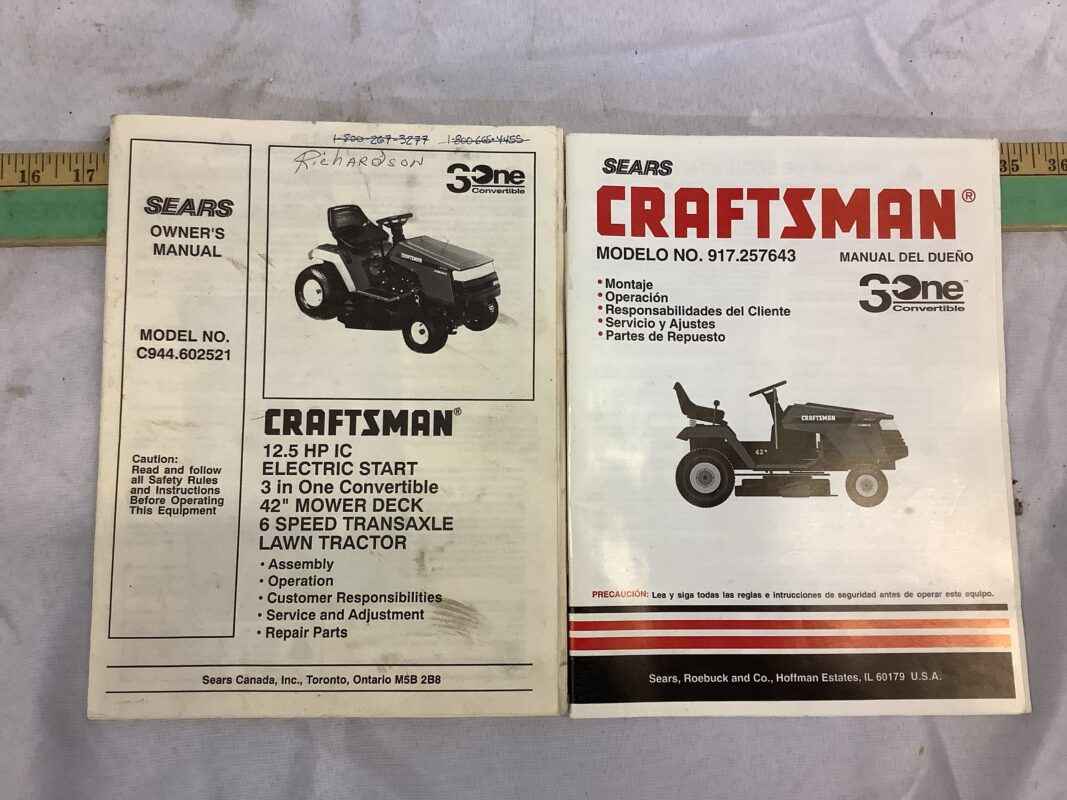 16 17
35 36
1-800-267-3277 1-800-665-4455
Richardson
3 One
Convertible
SEARS
OWNER'S
MANUAL
MODEL NO.
C944.602521
CRAFTSMAN
Caution:
Read and follow
all Safety Rules
and Instructions
Before Operating
This Equipment
CRAFTSMAN®
12.5 HP IC
ELECTRIC START
3 in One Convertible
42" MOWER DECK
6 SPEED TRANSAXLE
LAWN TRACTOR
• Assembly
• Operation
• Customer Responsibilities
• Service and Adjustment
• Repair Parts
Sears Canada, Inc., Toronto, Ontario M5B 2B8
SEARS
CRAFTSMAN®
MODELO NO. 917.257643
MANUAL DEL DUEÑO
3 One™
Convertible
• Montaje
• Operación
• Responsabilidades del Cliente
• Servicio y Ajustes
• Partes de Repuesto
CRAFTSMAN
42"
PRECAUCIÓN: Lea y siga todas las reglas e intrucciones de seguridad antes de operar este equipo.
Sears, Roebuck and Co., Hoffman Estates, IL 60179 U.S.A.